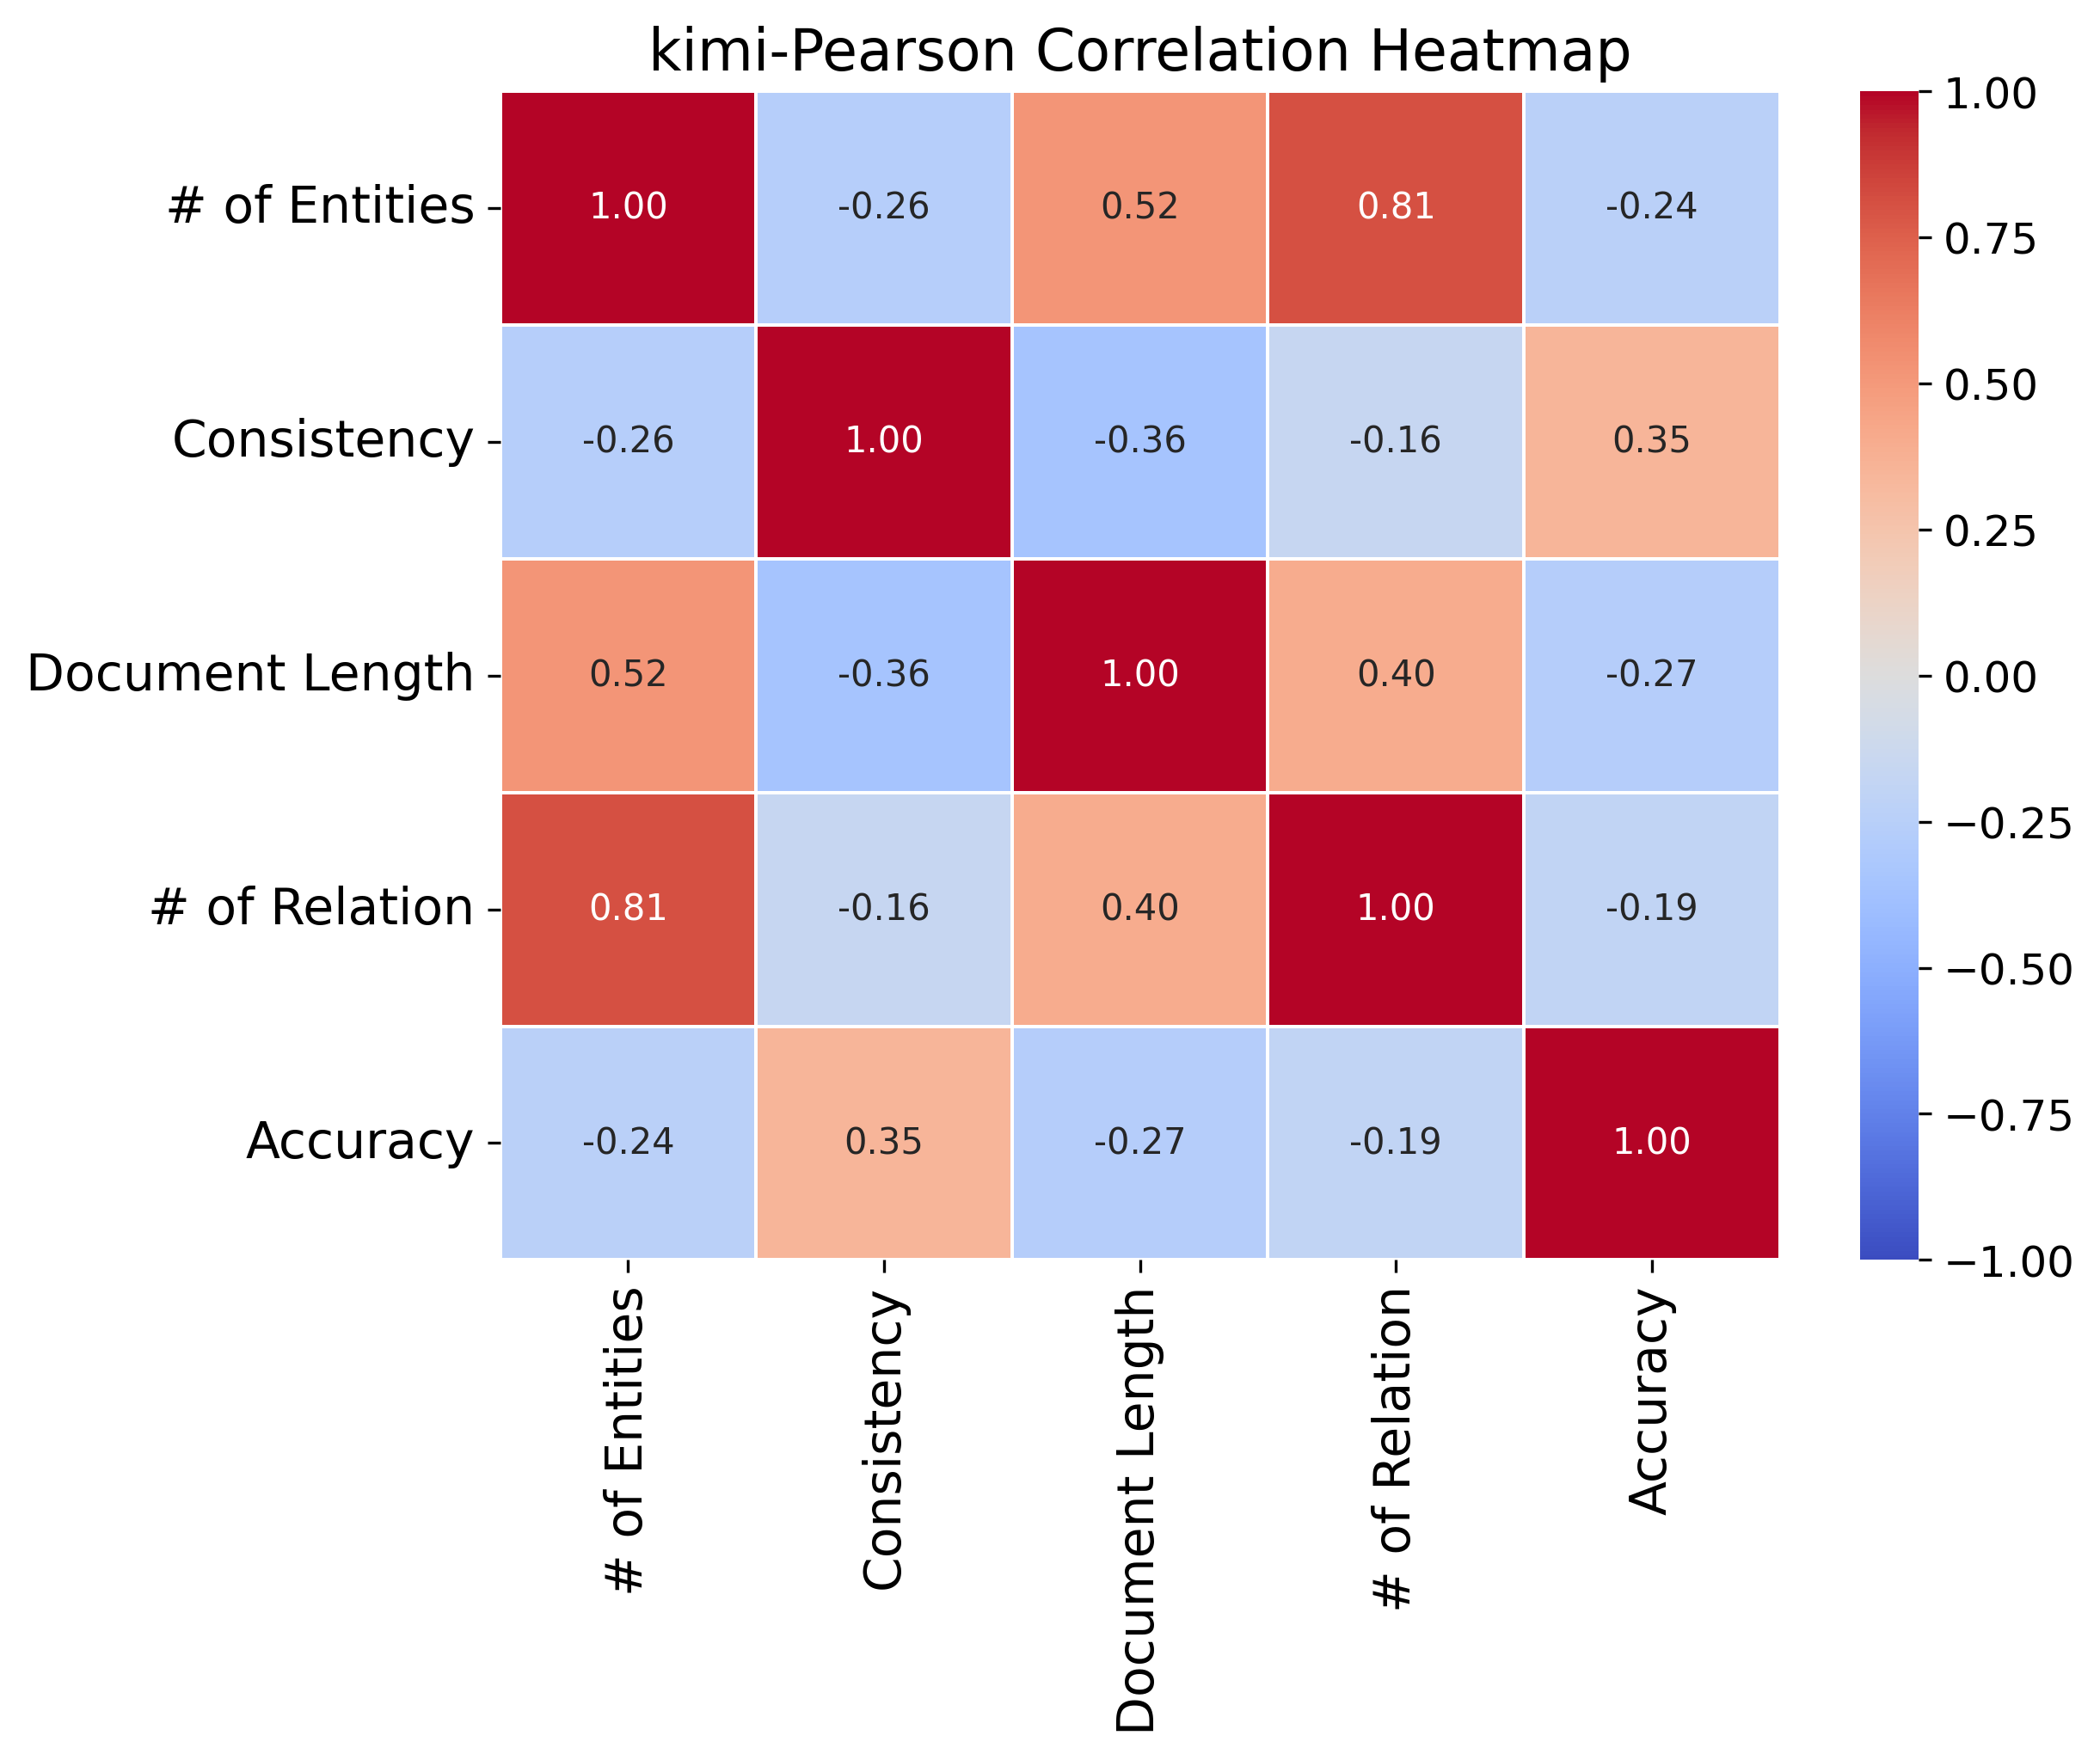 kimi-Pearson Correlation Heatmap
# of Entities 1.00 -0.26 0.52 0.81 -0.24
Consistency -0.26 1.00 -0.36 -0.16 0.35
Document Length 0.52 -0.36 1.00 0.40 -0.27
# of Relation 0.81 -0.16 0.40 1.00 -0.19
Accuracy -0.24 0.35 -0.27 -0.19 1.00
# of Entities
Consistency
Document Length
# of Relation
Accuracy
1.00
0.75
0.50
0.25
0.00
−0.25
−0.50
−0.75
−1.00